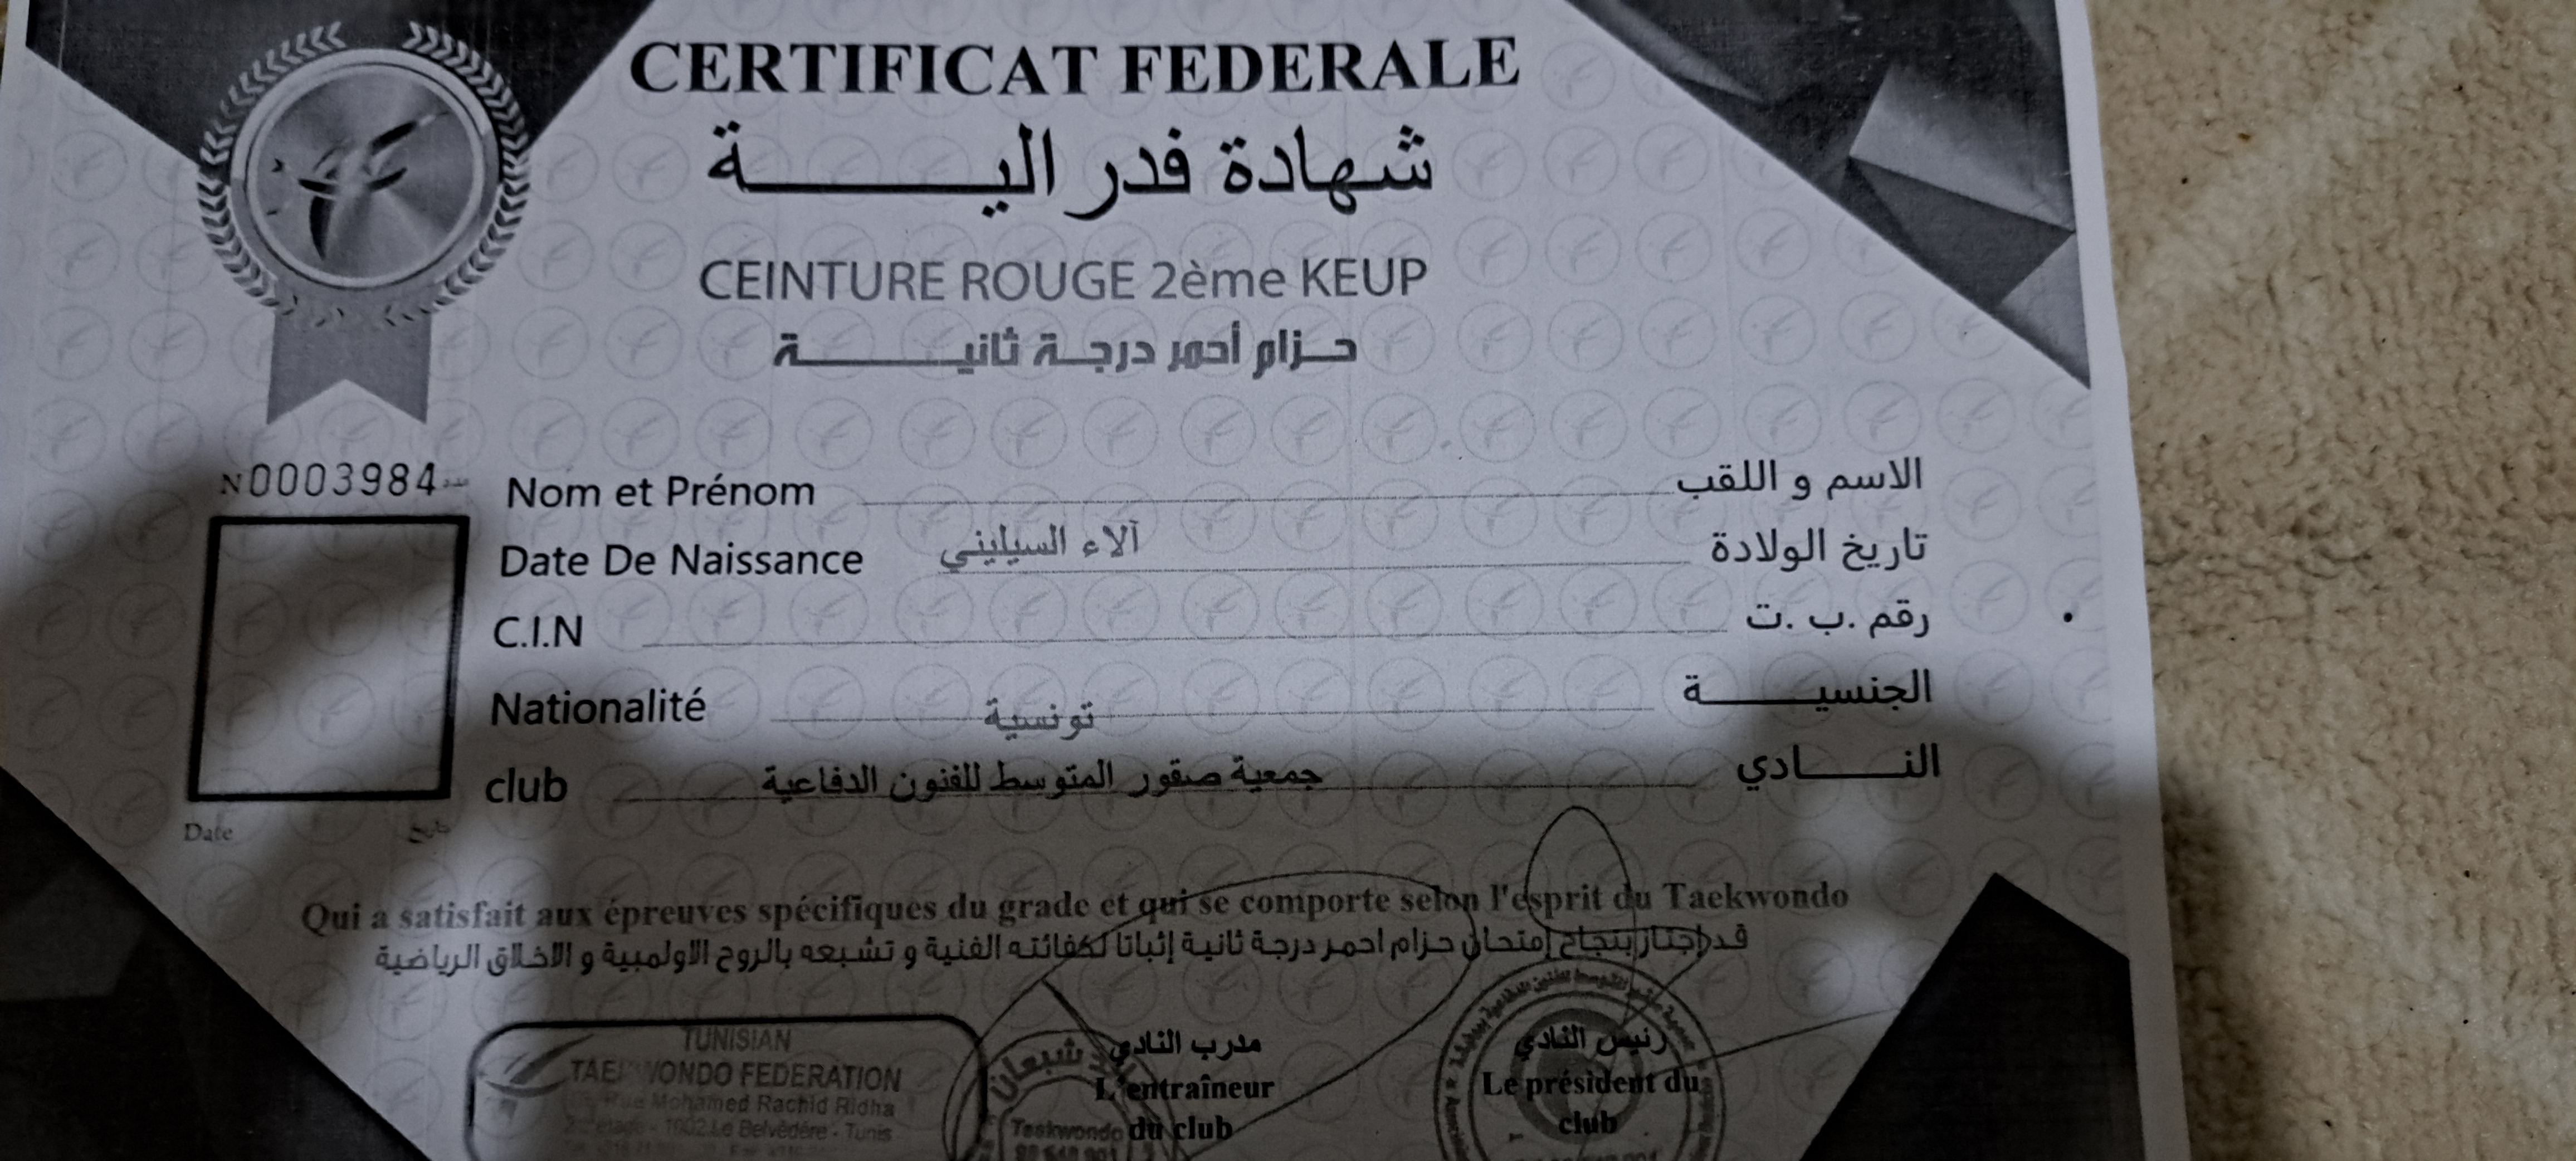 CERTIFICAT FEDERALE
شهادة فدرالية
CEINTURE ROUGE 2ème KEUP
حزام أحمر درجة ثانية
N0003984
Nom et Prénom الاسم و اللقب
Date De Naissance آلاء السيليني تاريخ الولادة
C.I.N رقم .ب .ت
Nationalité تونسية الجنسية
club جمعية صقور المتوسط للفنون الدفاعية النادي
Date تاريخ
Qui a satisfait aux épreuves spécifiques du grade et qui se comporte selon l'esprit du Taekwondo
قد إجتاز بنجاح إمتحان حزام احمر درجة ثانية إثباتا لكفائته الفنية و تشبعه بالروح الاولمبية و الاخلاق الرياضية
TUNISIAN
TAEKWONDO FEDERATION
Rue Mohamed Rachid Ridha
1002 Le Belvédère - Tunis
مدرب النادي
L'entraîneur
du club
شعبان
Taekwondo
رئيس النادي
Le président du
club